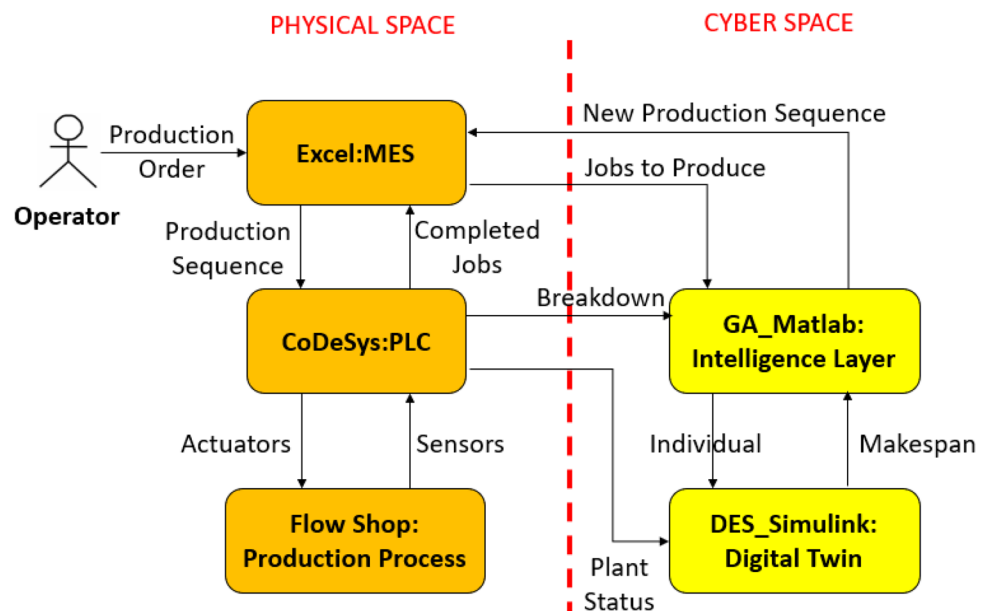 PHYSICAL SPACE
CYBER SPACE
Production
Order
Operator
Excel:MES
New Production Sequence
Jobs to Produce
Production
Sequence
Completed
Jobs
Breakdown
CoDeSys:PLC
GA_Matlab:
Intelligence Layer
Actuators
Sensors
Individual
Makespan
Flow Shop:
Production Process
DES_Simulink:
Digital Twin
Plant
Status